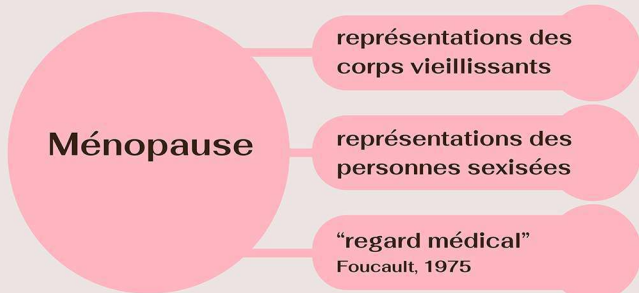 Ménopause
représentations des
corps vieillissants
représentations des
personnes sexisées
“regard médical”
Foucault, 1975